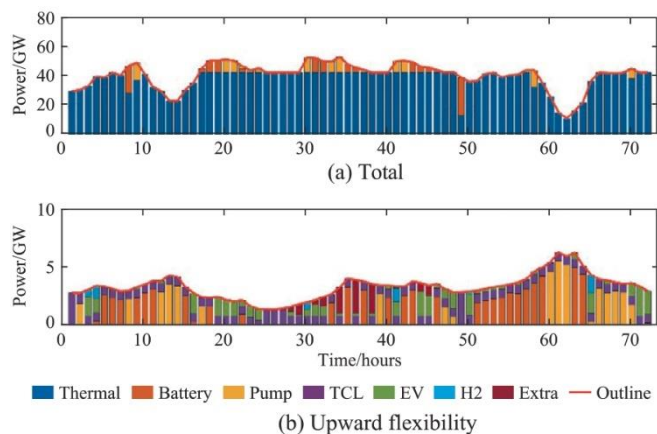 80
60
40
20
0
Power/GW
0 10 20 30 40 50 60 70
(a) Total
10
5
0
Power/GW
0 10 20 30 40 50 60 70
Time/hours
Thermal Battery Pump TCL EV H2 Extra Outline
(b) Upward flexibility